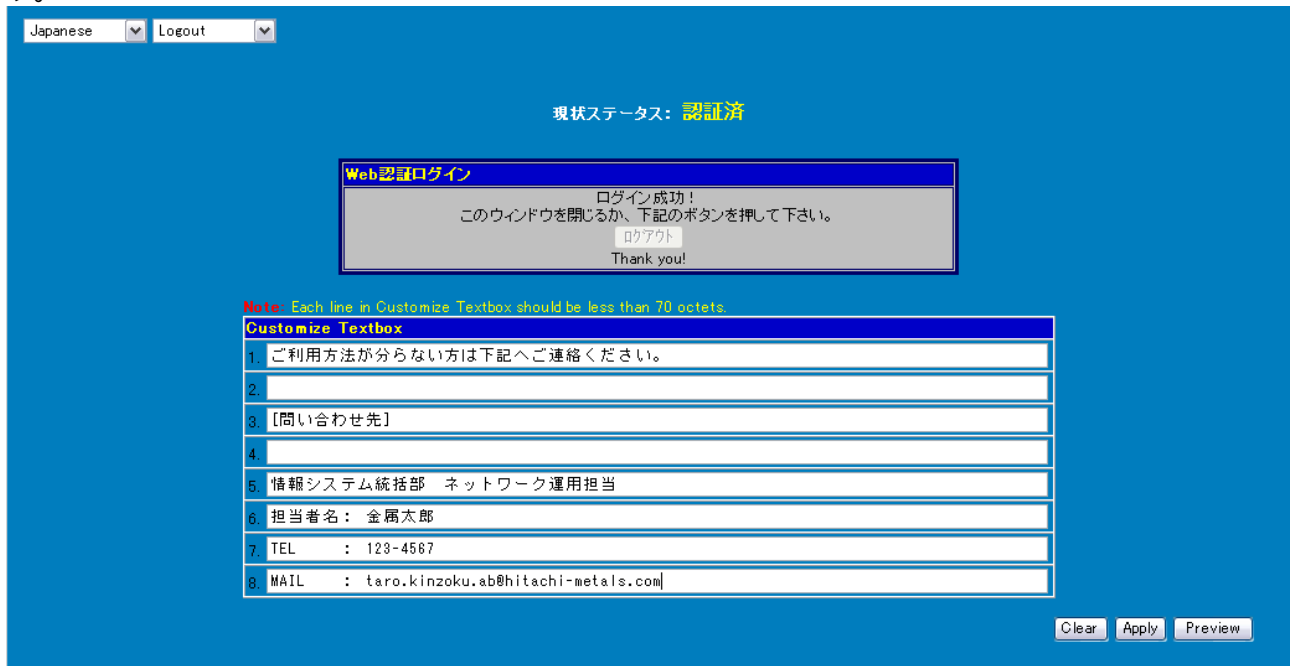 Japanese Logout
現状ステータス: 認証済
Web認証ログイン
ログイン成功!
このウィンドウを閉じるか、下記のボタンを押して下さい。
ログアウト
Thank you!
Note: Each line in Customize Textbox should be less than 70 octets.
Customize Textbox
1. ご利用方法が分らない方は下記へご連絡ください。
2.
3. [問い合わせ先]
4.
5. 情報システム統括部　ネットワーク運用担当
6. 担当者名: 金属太郎
7. TEL : 123-4567
8. MAIL : taro.kinzoku.ab@hitachi-metals.com
Clear Apply Preview